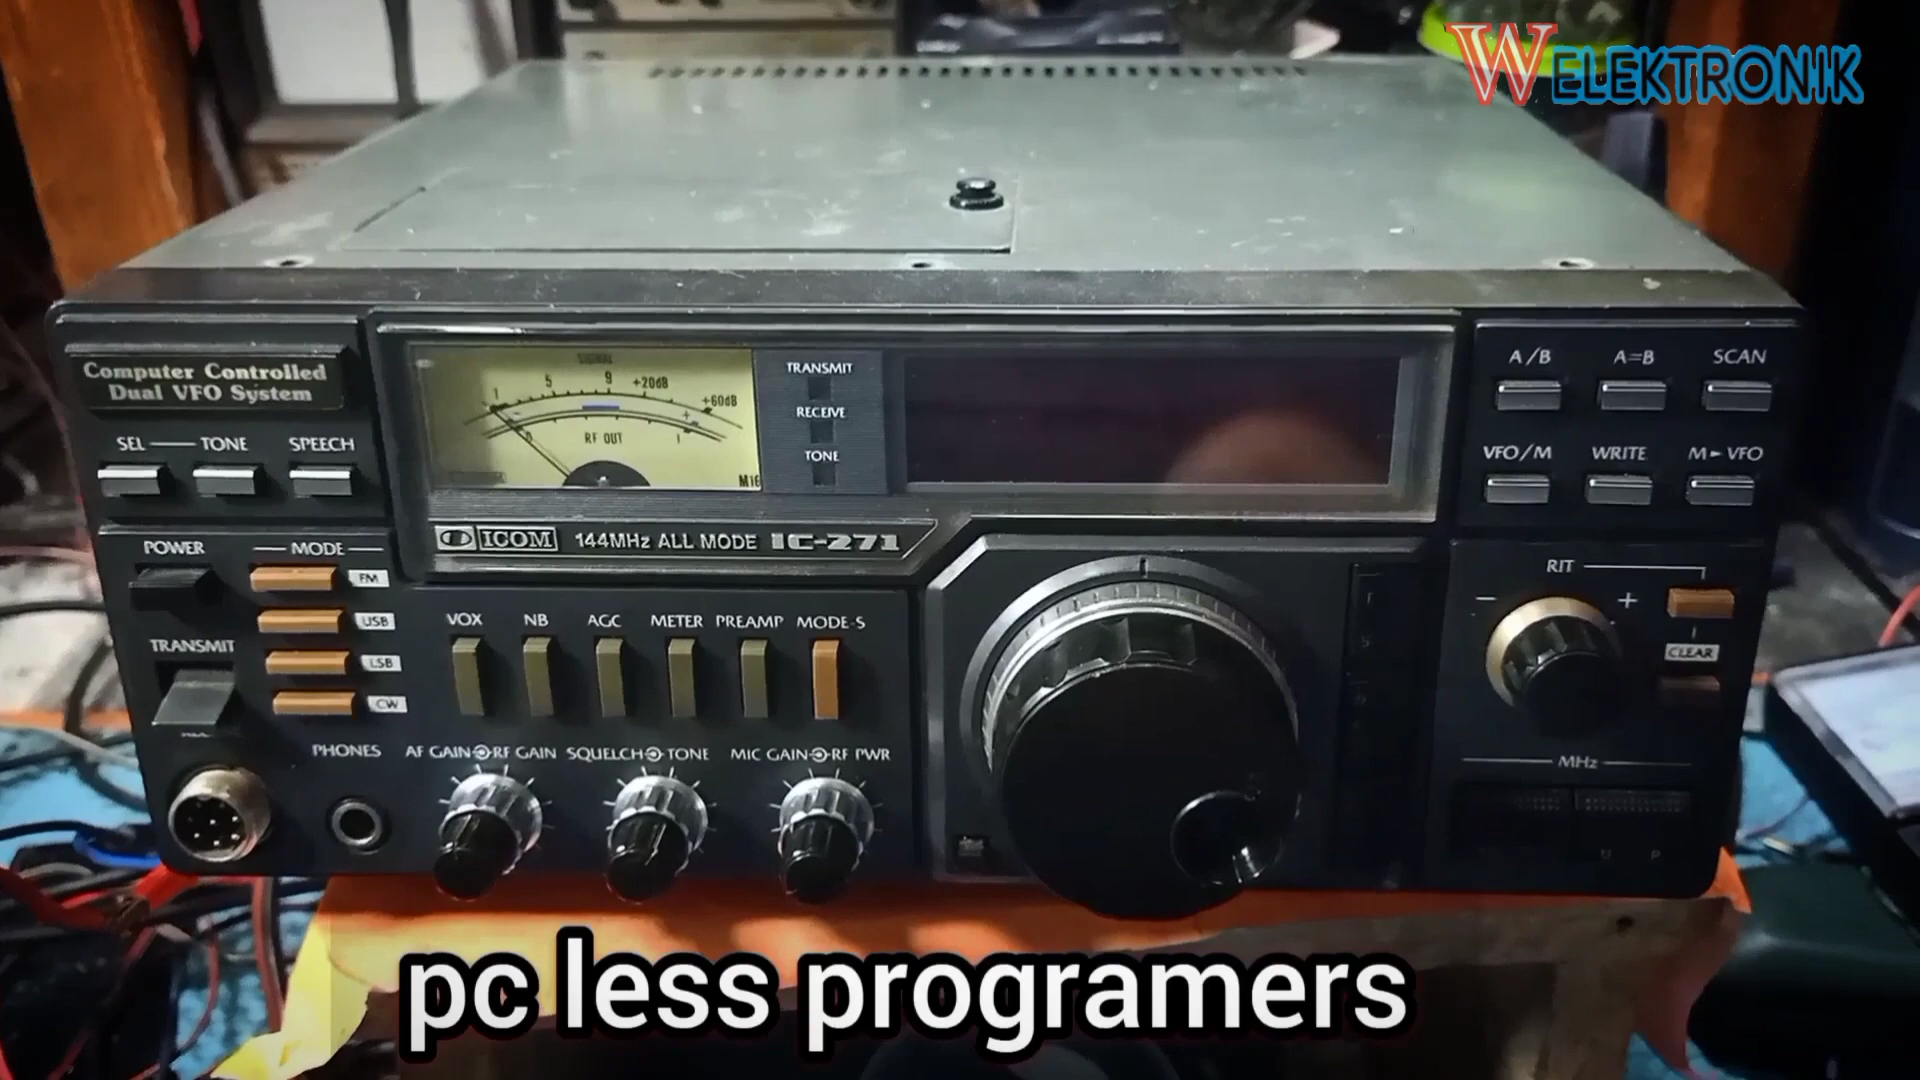 W ELEKTRONIK
Computer Controlled
Dual VFO System
SEL TONE SPEECH
SIGNAL
1 5 9 +20dB +60dB
0 RF OUT 1
TRANSMIT
RECEIVE
TONE
A/B A=B SCAN
VFO/M WRITE M►VFO
ICOM 144MHz ALL MODE IC-271
POWER
TRANSMIT
MODE
FM
USB
LSB
CW
VOX NB AGC METER PREAMP MODE-S
PHONES AF GAIN RF GAIN SQUELCH TONE MIC GAIN RF PWR
RIT
- +
CLEAR
MHz
pc less programers